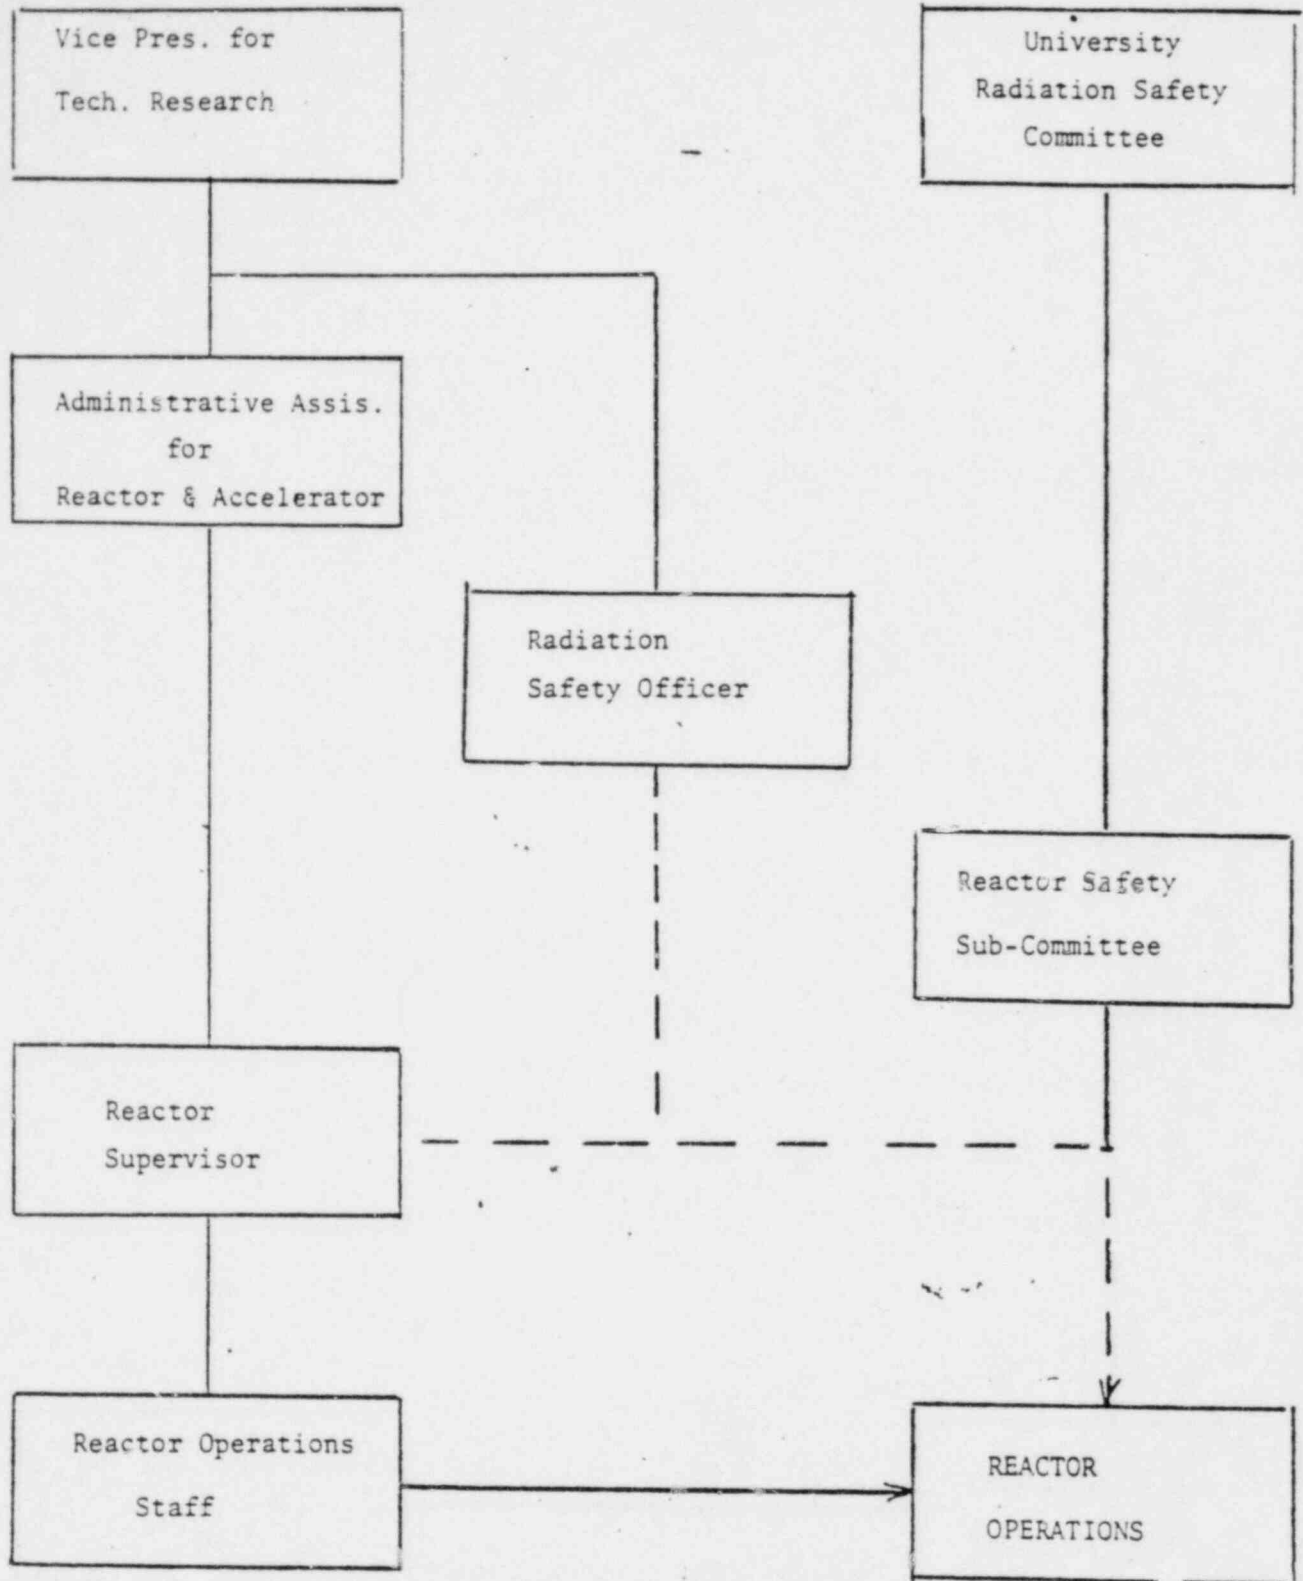 Vice Pres. for
Tech. Research
University
Radiation Safety
Committee
Administrative Assis.
for
Reactor & Accelerator
Radiation
Safety Officer
Reactor Safety
Sub-Committee
Reactor
Supervisor
Reactor Operations
Staff
REACTOR
OPERATIONS